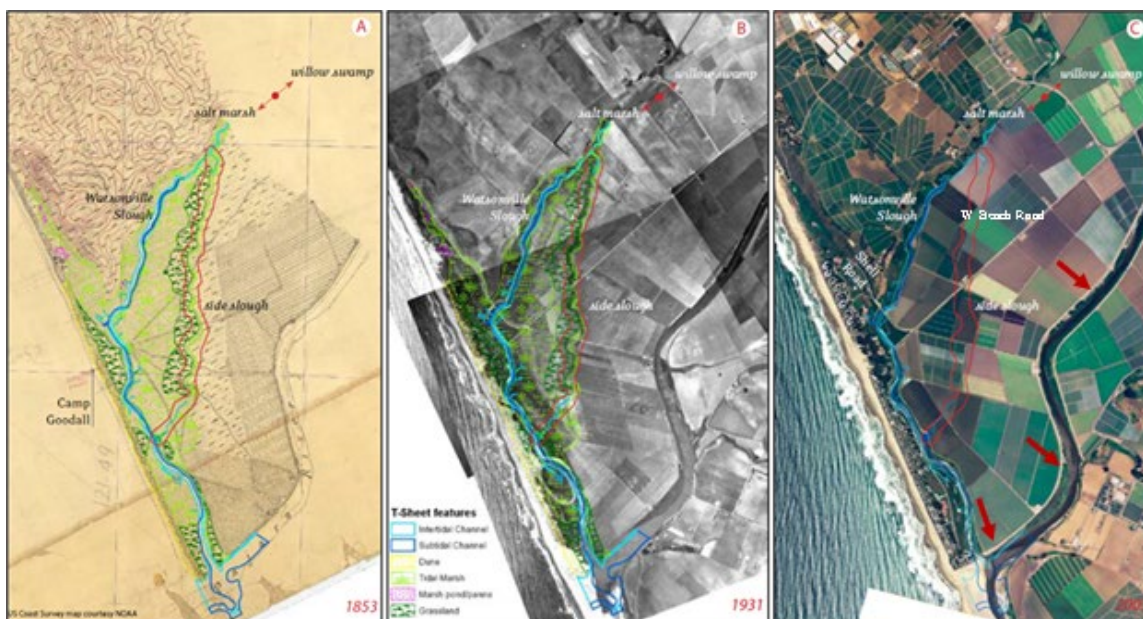 A
willow swamp
salt marsh
Watsonville
Slough
side slough
Camp
Goodall
US Coast Survey map courtesy NOAA
1853
B
willow swamp
salt marsh
Watsonville
Slough
side slough
T-Sheet features
Intertidal Channel
Subtidal Channel
Dune
Tidal Marsh
Marsh pond/panne
Grassland
1931
C
willow swamp
salt marsh
Watsonville
Slough
W Beach Road
Shell
Road
side slough